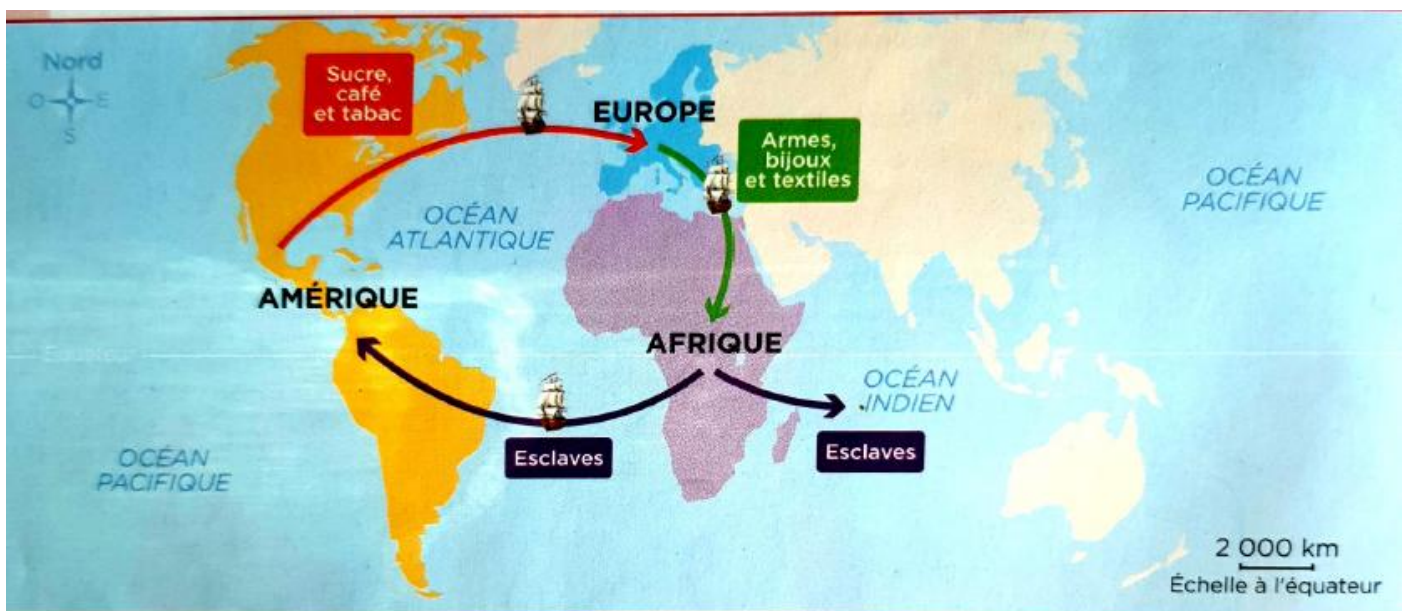 Nord
O
E
S
Sucre,
café
et tabac
EUROPE
Armes,
bijoux
et textiles
OCÉAN
PACIFIQUE
OCÉAN
ATLANTIQUE
AMÉRIQUE
AFRIQUE
Équateur
OCÉAN
INDIEN
Esclaves
Esclaves
OCÉAN
PACIFIQUE
2 000 km
Échelle à l'équateur